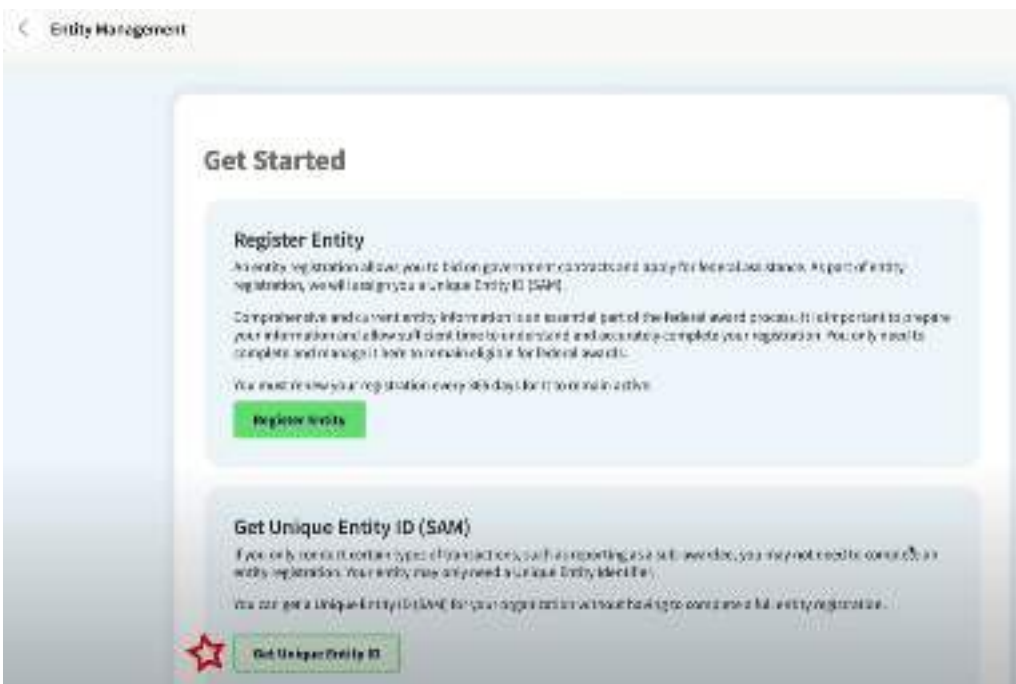 Entity Management
Get Started
Register Entity
An entity registration allows you to bid on government contracts and apply for federal assistance. As part of entity
registration, we will assign you a Unique Entity ID (SAM).
Comprehensive and current entity information is an essential part of the federal award process. It is important to prepare
your information and allow sufficient time to understand and accurately complete your registration. You only need to
complete and manage it here to remain eligible for federal awards.
You must renew your registration every 365 days for it to remain active.
Register Entity
Get Unique Entity ID (SAM)
If you only conduct certain types of transactions, such as reporting as a sub-awardee, you may not need to complete an
entity registration. Your entity may only need a Unique Entity Identifier.
You can get a Unique Entity ID (SAM) for your organization without having to complete a full entity registration.
Get Unique Entity ID